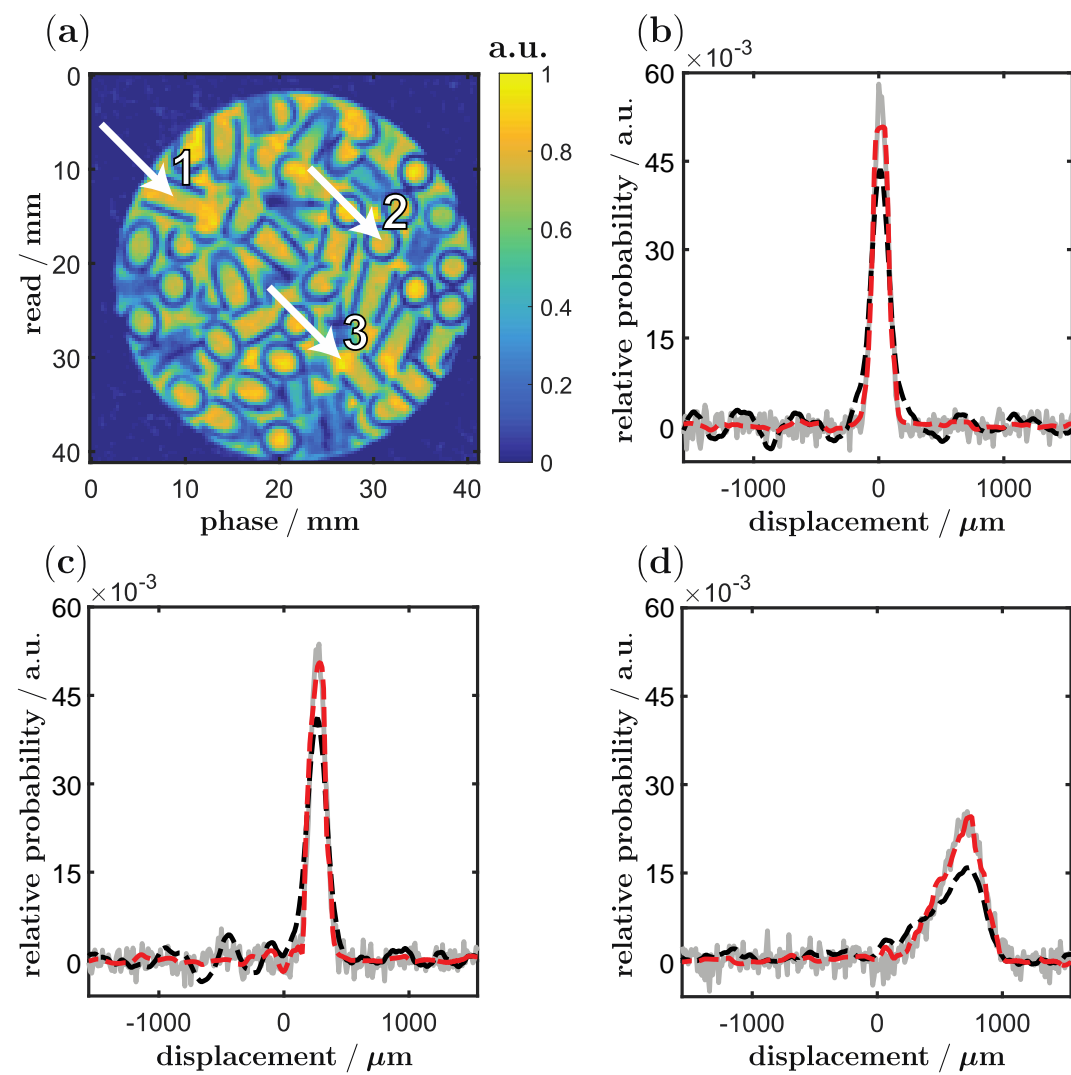 (a)
a.u.
0
10
20
30
40
read / mm
0 10 20 30 40
phase / mm
1
2
3
1
0.8
0.6
0.4
0.2
0
(b)
×10-3
60
45
30
15
0
relative probability / a.u.
-1000 0 1000
displacement / μm
(c)
×10-3
60
45
30
15
0
relative probability / a.u.
-1000 0 1000
displacement / μm
(d)
×10-3
60
45
30
15
0
relative probability / a.u.
-1000 0 1000
displacement / μm